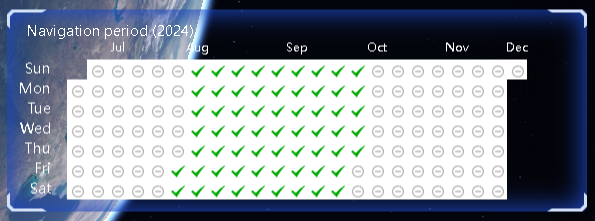 Navigation period (2024)
Jul Aug Sep Oct Nov Dec
Sun
Mon
Tue
Wed
Thu
Fri
Sat